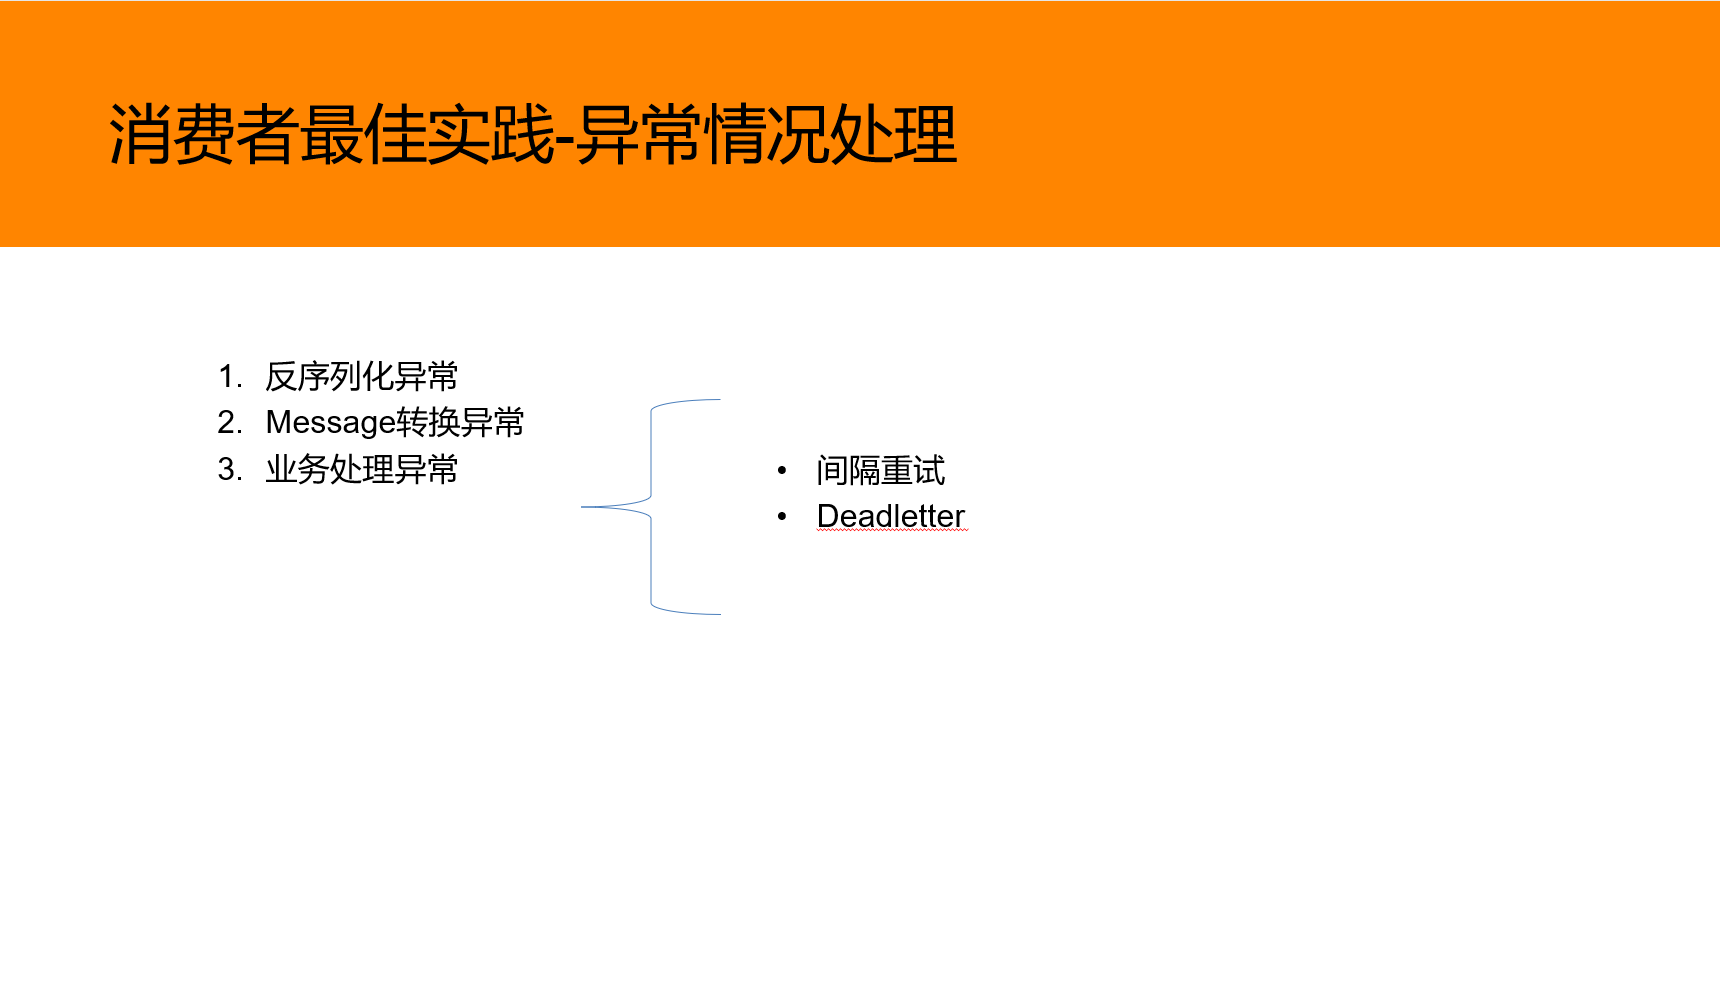 消费者最佳实践-异常情况处理
1. 反序列化异常
2. Message转换异常
3. 业务处理异常
• 间隔重试
• Deadletter